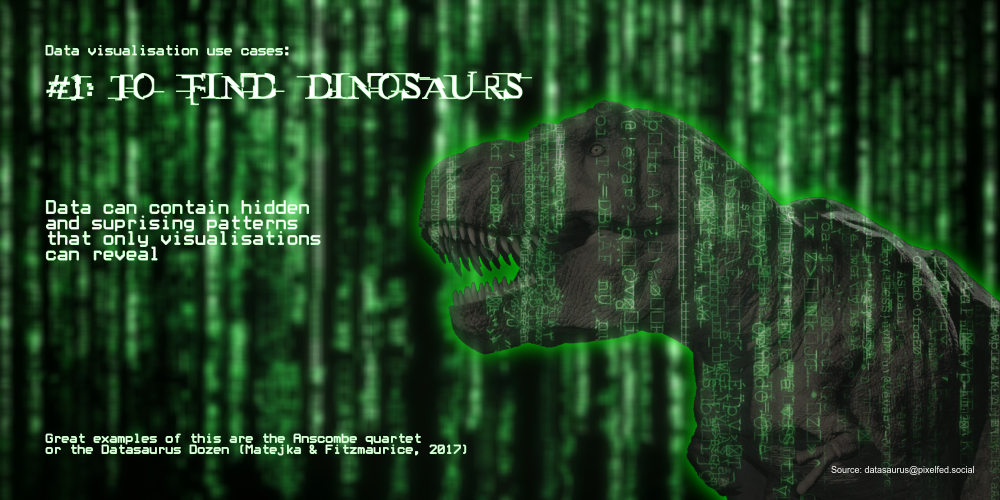 Data visualisation use cases:
#1: TO FIND DINOSAURS
Data can contain hidden
and suprising patterns
that only visualisations
can reveal
Great examples of this are the Anscombe quartet
or the Datasaurus Dozen (Matejka & Fitzmaurice, 2017)
Source: datasaurus@pixelfed.social